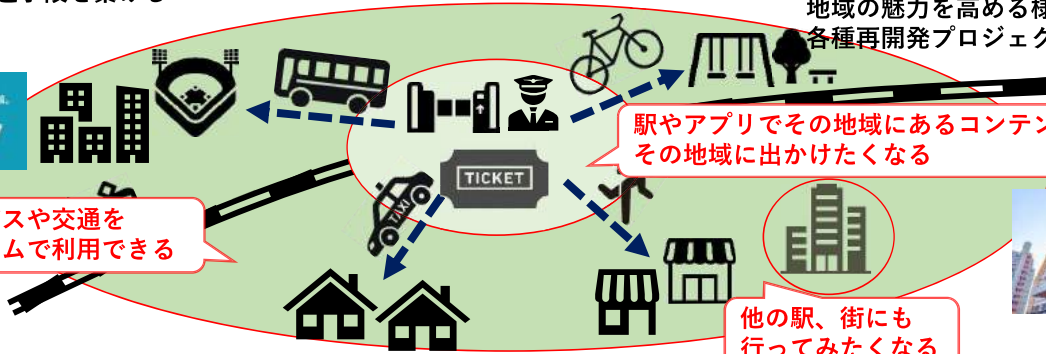 地域の魅力を高める
各種再開発プロジェク
駅やアプリでその地域にあるコンテン
その地域に出かけたくなる
TICKET
TAXI
スや交通を
ムで利用できる
他の駅、街にも
行ってみたくなる